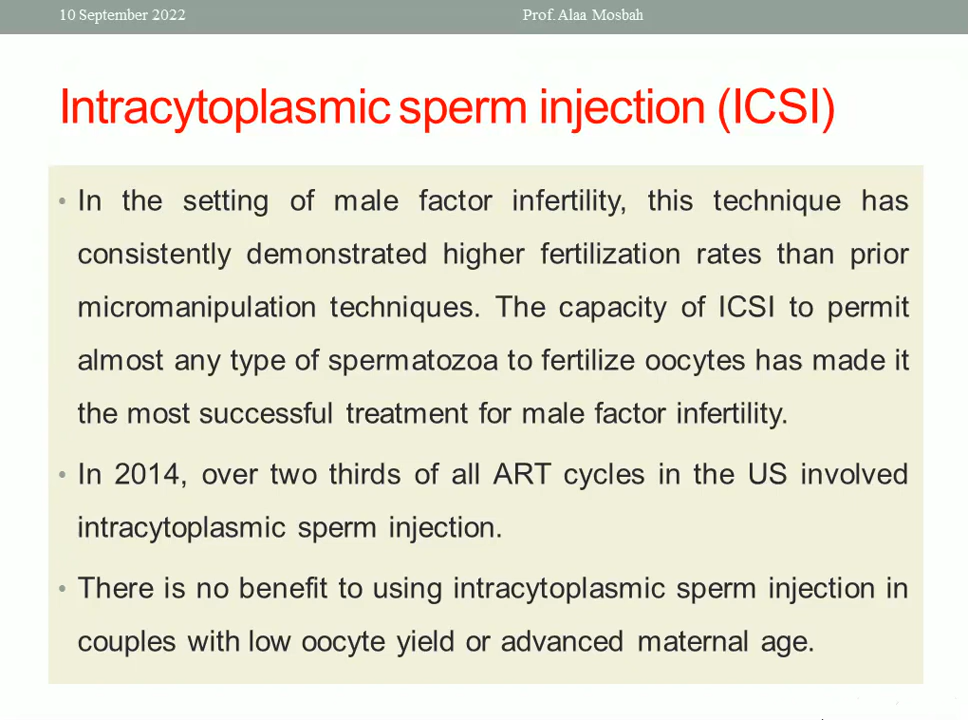 10 September 2022
Prof. Alaa Mosbah
Intracytoplasmic sperm injection (ICSI)
• In the setting of male factor infertility, this technique has
consistently demonstrated higher fertilization rates than prior
micromanipulation techniques. The capacity of ICSI to permit
almost any type of spermatozoa to fertilize oocytes has made it
the most successful treatment for male factor infertility.
• In 2014, over two thirds of all ART cycles in the US involved
intracytoplasmic sperm injection.
• There is no benefit to using intracytoplasmic sperm injection in
couples with low oocyte yield or advanced maternal age.